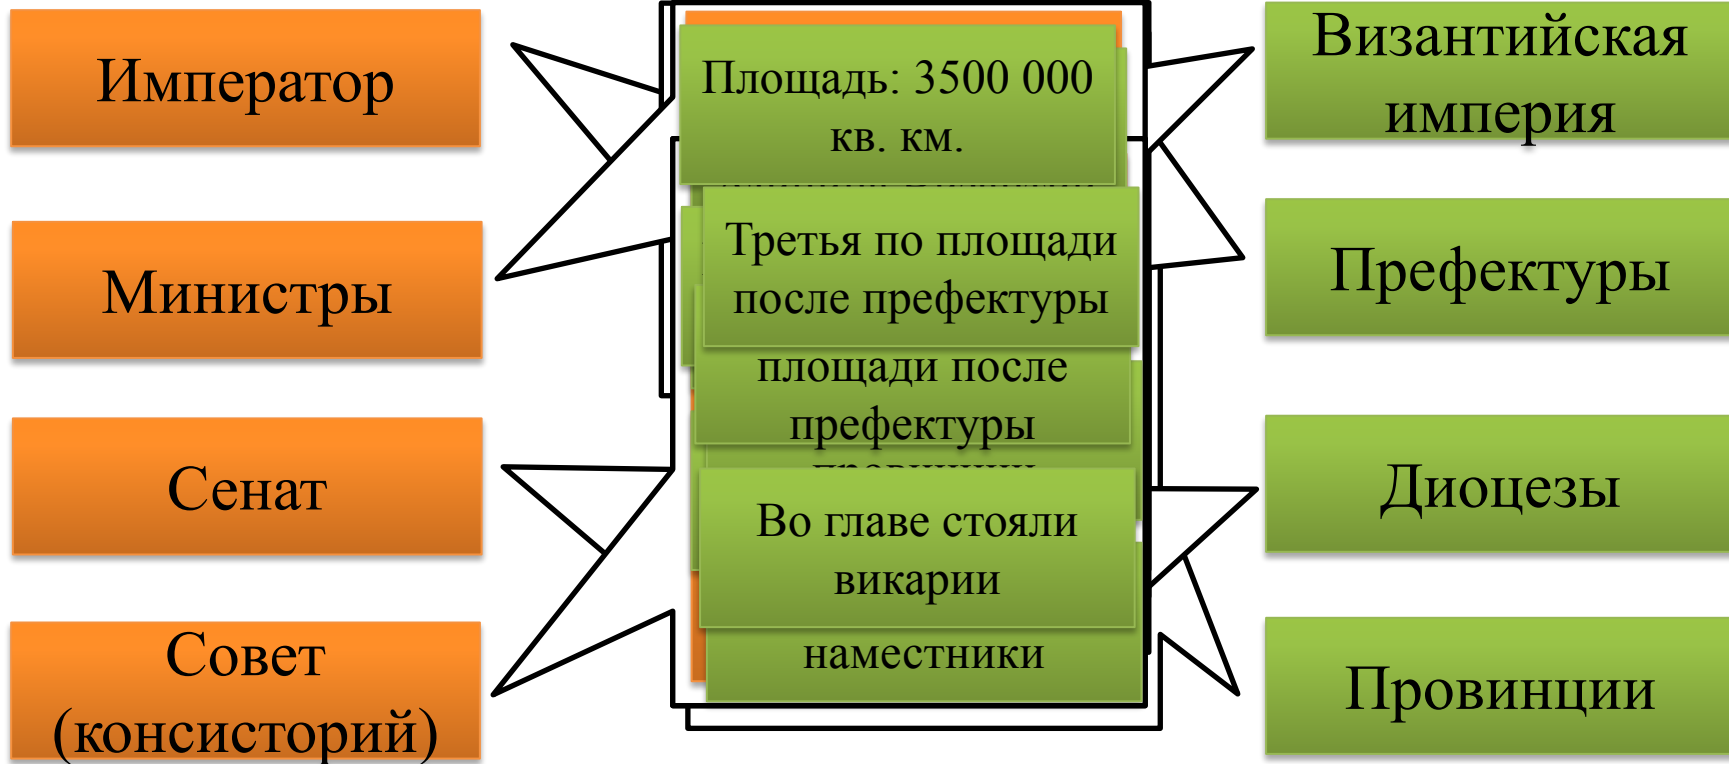 Император
Министры
Сенат
Совет
(консисторий)
Площадь: 3500 000
кв. км.
Третья по площади
после префектуры
площади после
префектуры
Во главе стояли
викарии
наместники
Византийская
империя
Префектуры
Диоцезы
Провинции